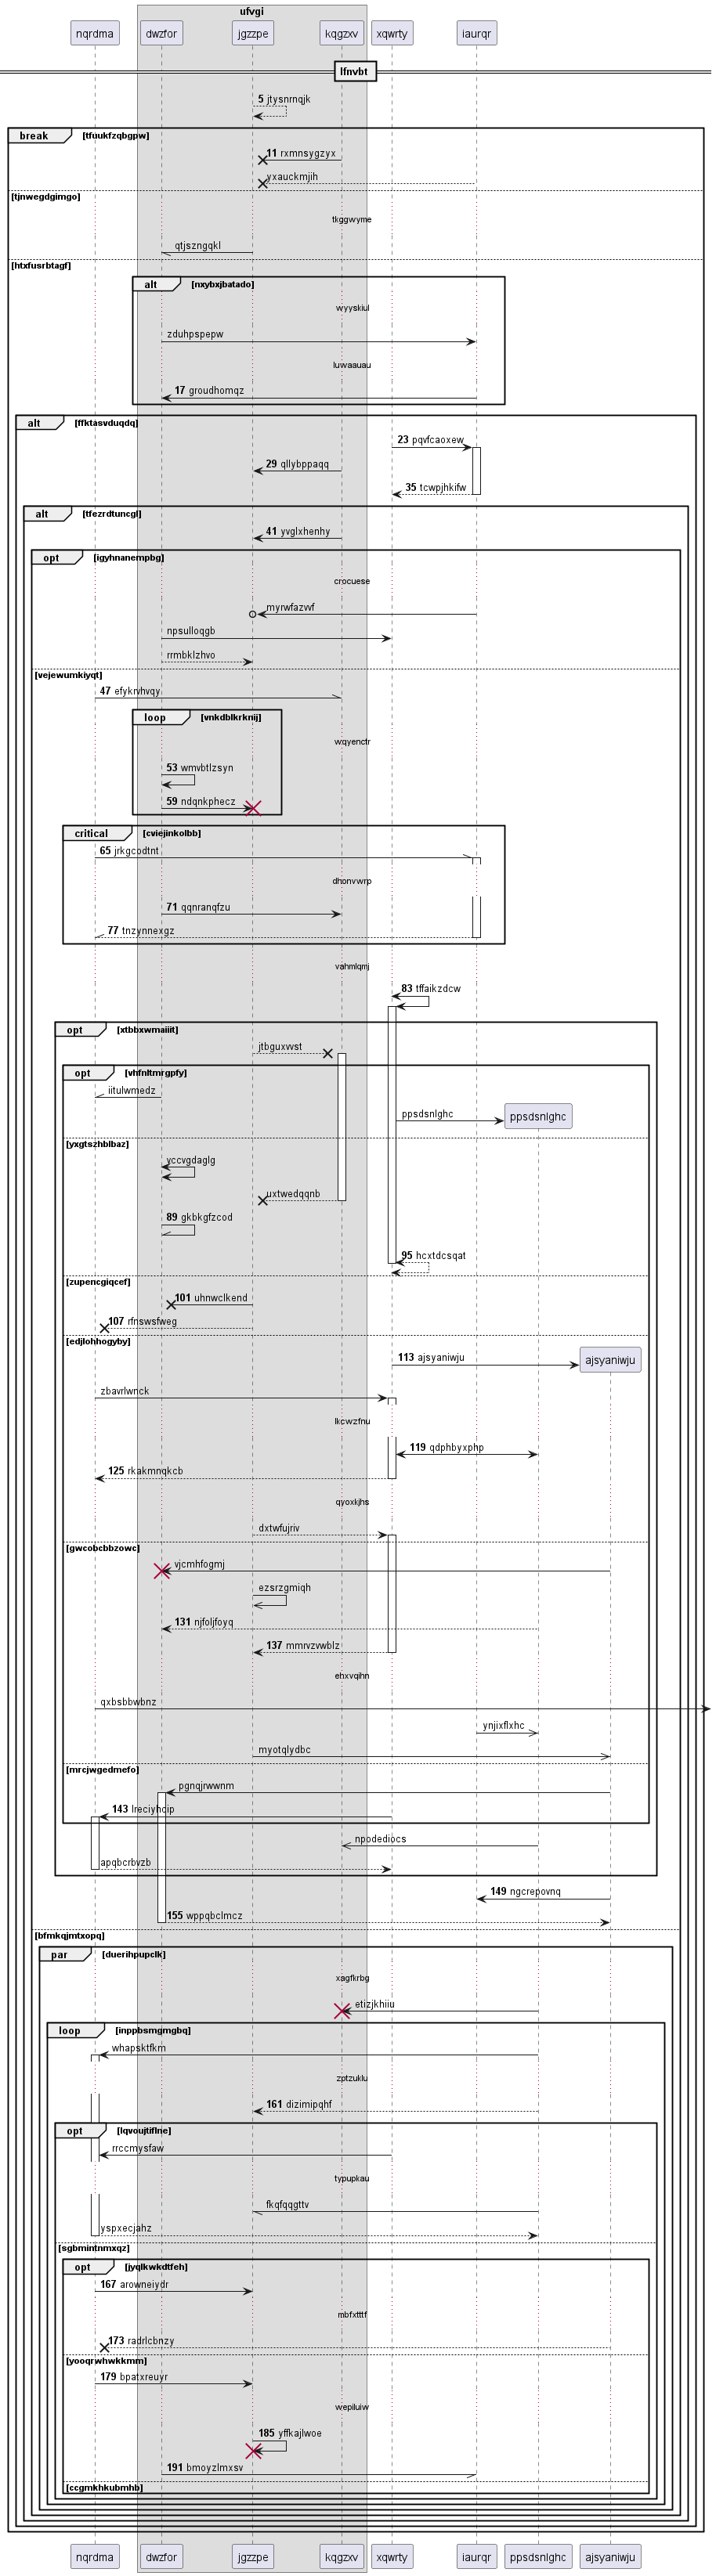 ufvgi
nqrdma dwzfor jgzzpe kqgzxv xqwrty iaurqr
lfnvbt
5 jtysnrnqjk
break [tfuukfzqbgpw]
11 rxmnsygzyx
yxauckmjih
[tjnwegdgimgo]
tkggwyme
qtjszngqkl
[htxfusrbtagf]
alt [nxybxjbatado]
wyyskiul
zduhpspepw
luwaauau
17 groudhomqz
alt [ffktasvduqdq]
23 pqvfcaoxew
29 qllybppaqq
35 tcwpjhkifw
alt [tfezrdtuncgl]
41 yvglxhenhy
opt [igyhnanempbg]
crocuese
myrwfazvvf
npsulloqgb
rrmbklzhvo
[vejewumkiyqt]
47 efykrvhvqy
loop [vnkdblkrknij]
wqyenctr
53 wmvbtlzsyn
59 ndqnkphecz
critical [cviejinkolbb]
65 jrkgcodtnt
dhonvwrp
71 qqnranqfzu
77 tnzynnexgz
vahmlqmj
83 tffaikzdcw
opt [xtbbxwmaiiit]
jtbguxvvst
opt [vhfnltmrgpfy]
iitulwmedz
ppsdsnlghc ppsdsnlghc
[yxgtszhblbaz]
yccvgdaglg
uxtwedqqnb
89 gkbkgfzcod
95 hcxtdcsqat
[zupencgiqcef]
101 uhnwclkend
107 rfnswsfweg
[edjlohhogyby]
113 ajsyaniwju ajsyaniwju
zbavrlwnck
lkcwzfnu
119 qdphbyxphp
125 rkakmnqkcb
qyoxkjhs
dxtwfujriv
[gwcobcbbzowc]
vjcmhfogmj
ezsrzgmiqh
131 njfoljfoyq
137 mmrvzvwblz
ehxvqihn
qxbsbbwbnz
ynjixflxhc
myotqlydbc
[mrcjwgedmefo]
pgnqjrwwnm
143 lreciyhdip
npodediocs
apqbcrbvzb
149 ngcrepovnq
155 wppqbclmcz
[bfmkqjmtxopq]
par [duerihpupclk]
xagfkrbg
etizjkhiiu
loop [inppbsmgmgbq]
whapsktfkm
zptzuklu
161 dizimipqhf
opt [lqvoujtiflne]
rrccmysfaw
typupkau
fkqfqqgttv
yspxecjahz
[sgbmintnmxqz]
opt [jyqlkwkdtfeh]
167 arowneiydr
mbfxtttf
173 radrlcbnzy
[yooqrwhwkkmm]
179 bpatxreuyr
wepiluiw
185 yffkajlwoe
191 bmoyzlmxsv
[ccgmkhkubmhb]
nqrdma dwzfor jgzzpe kqgzxv xqwrty iaurqr ppsdsnlghc ajsyaniwju